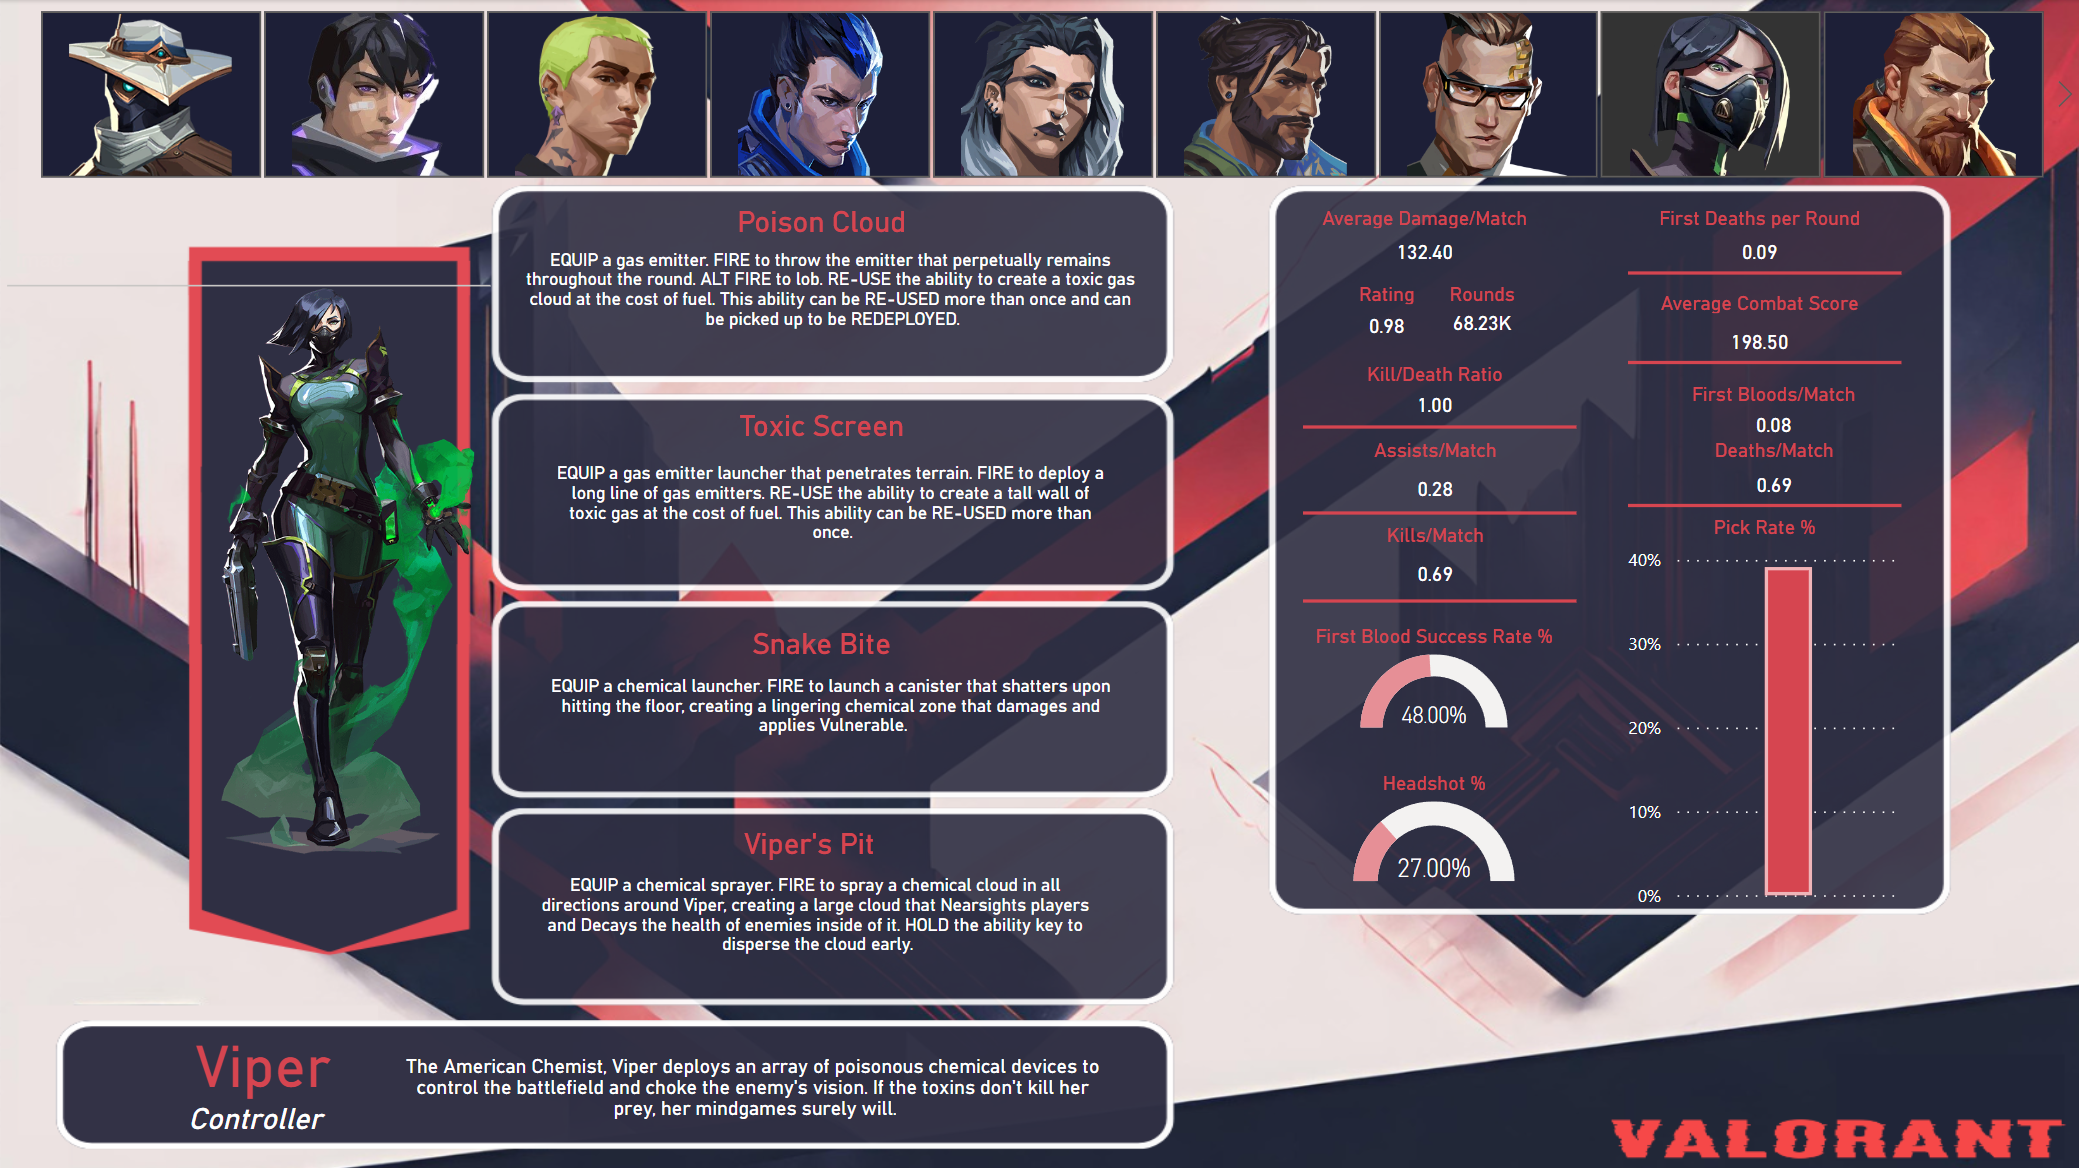 Poison Cloud
EQUIP a gas emitter. FIRE to throw the emitter that perpetually remains
throughout the round. ALT FIRE to lob. RE-USE the ability to create a toxic gas
cloud at the cost of fuel. This ability can be RE-USED more than once and can
be picked up to be REDEPLOYED.
Toxic Screen
EQUIP a gas emitter launcher that penetrates terrain. FIRE to deploy a
long line of gas emitters. RE-USE the ability to create a tall wall of
toxic gas at the cost of fuel. This ability can be RE-USED more than
once.
Snake Bite
EQUIP a chemical launcher. FIRE to launch a canister that shatters upon
hitting the floor, creating a lingering chemical zone that damages and
applies Vulnerable.
Viper's Pit
EQUIP a chemical sprayer. FIRE to spray a chemical cloud in all
directions around Viper, creating a large cloud that Nearsights players
and Decays the health of enemies inside of it. HOLD the ability key to
disperse the cloud early.
Average Damage/Match
132.40
Rating Rounds
0.98 68.23K
Kill/Death Ratio
1.00
Assists/Match
0.28
Kills/Match
0.69
First Blood Success Rate %
48.00%
Headshot %
27.00%
First Deaths per Round
0.09
Average Combat Score
198.50
First Bloods/Match
0.08
Deaths/Match
0.69
Pick Rate %
40%
30%
20%
10%
0%
Viper
Controller
The American Chemist, Viper deploys an array of poisonous chemical devices to
control the battlefield and choke the enemy's vision. If the toxins don't kill her
prey, her mindgames surely will.
VALORANT